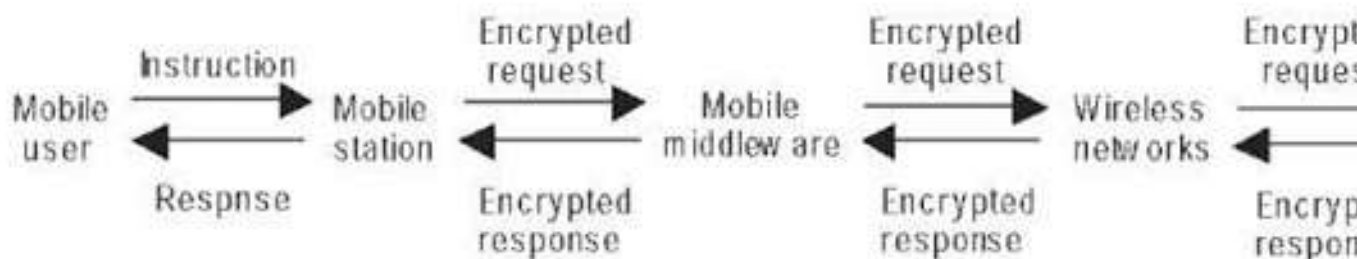 Instruction
Encrypted
request
Encrypted
request
Mobile
user
Mobile
station
Mobile
middlew are
Wireless
netw orks
Respnse
Encrypted
response
Encrypted
response